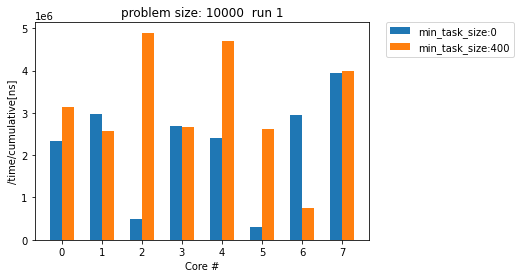 problem size: 10000 run 1
1e6
min_task_size:0
min_task_size:400
5
4
3
2
1
0
/time/cumulative[ns]
0 1 2 3 4 5 6 7
Core #